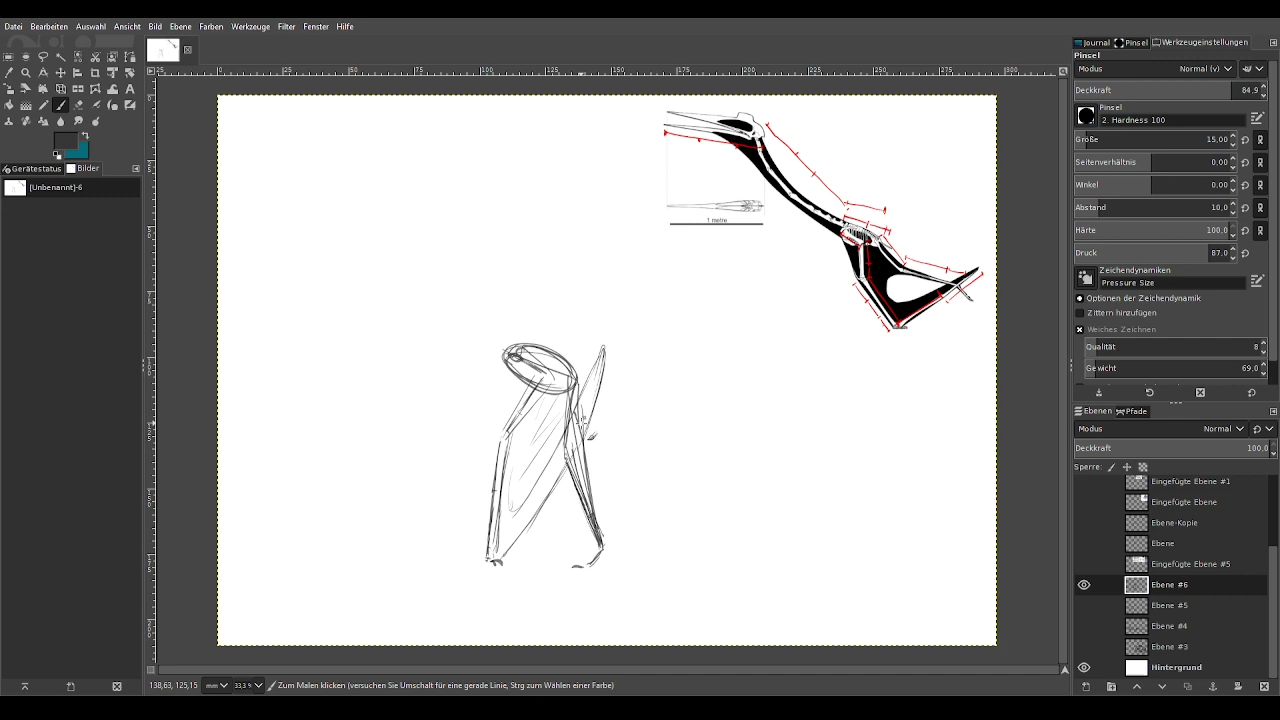 Datei Bearbeiten Auswahl Ansicht Bild Ebene Farben Werkzeuge Filter Fenster Hilfe
Journal Pinsel Werkzeugeinstellungen
Pinsel
Modus Normal (v)
Deckkraft 84,9
Pinsel
2. Hardness 100
Größe 15,00
Seitenverhältnis 0,00
Winkel 0,00
Abstand 10,0
Härte 100,0
Druck 87,0
Zeichendynamiken
Pressure Size
Optionen der Zeichendynamik
Zittern hinzufügen
Weiches Zeichnen
Qualität 8
Gewicht 69,0
Gerätestatus Bilder
[Unbenannt]-6
1 metre
Ebenen Pfade
Modus Normal
Deckkraft 100,0
Sperre:
Eingefügte Ebene #1
Eingefügte Ebene
Ebene-Kopie
Ebene
Eingefügte Ebene #5
Ebene #6
Ebene #5
Ebene #4
Ebene #3
Hintergrund
138,63, 125,15 mm 33,3 % Zum Malen klicken (versuchen Sie Umschalt für eine gerade Linie, Strg zum Wählen einer Farbe)